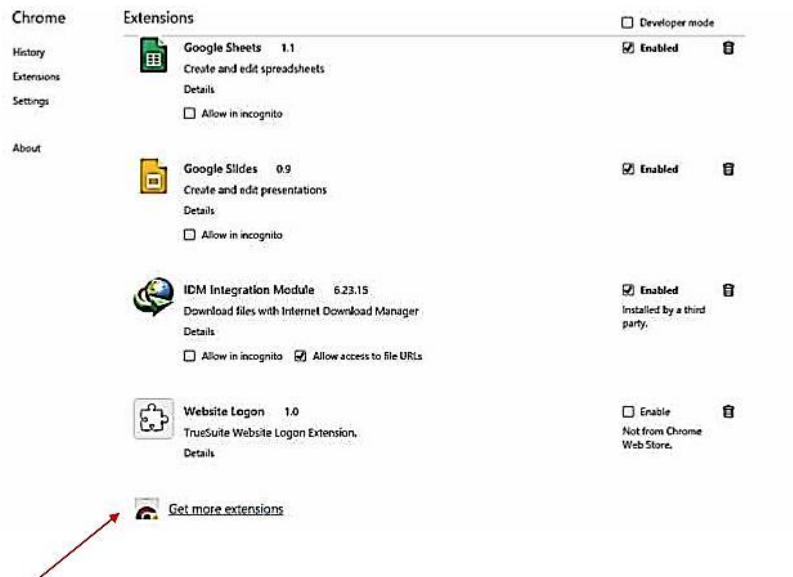 Chrome
Extensions
Developer mode
History
Extensions
Settings
About
Google Sheets 1.1
Enabled
Create and edit spreadsheets
Details
Allow in incognito
Google Slides 0.9
Enabled
Create and edit presentations
Details
Allow in incognito
IDM Integration Module 6.23.15
Enabled
Download files with Internet Download Manager
Installed by a third
party.
Details
Allow in incognito Allow access to file URLs
Website Logon 1.0
Enable
TrueSuite Website Logon Extension.
Not from Chrome
Web Store.
Details
Get more extensions